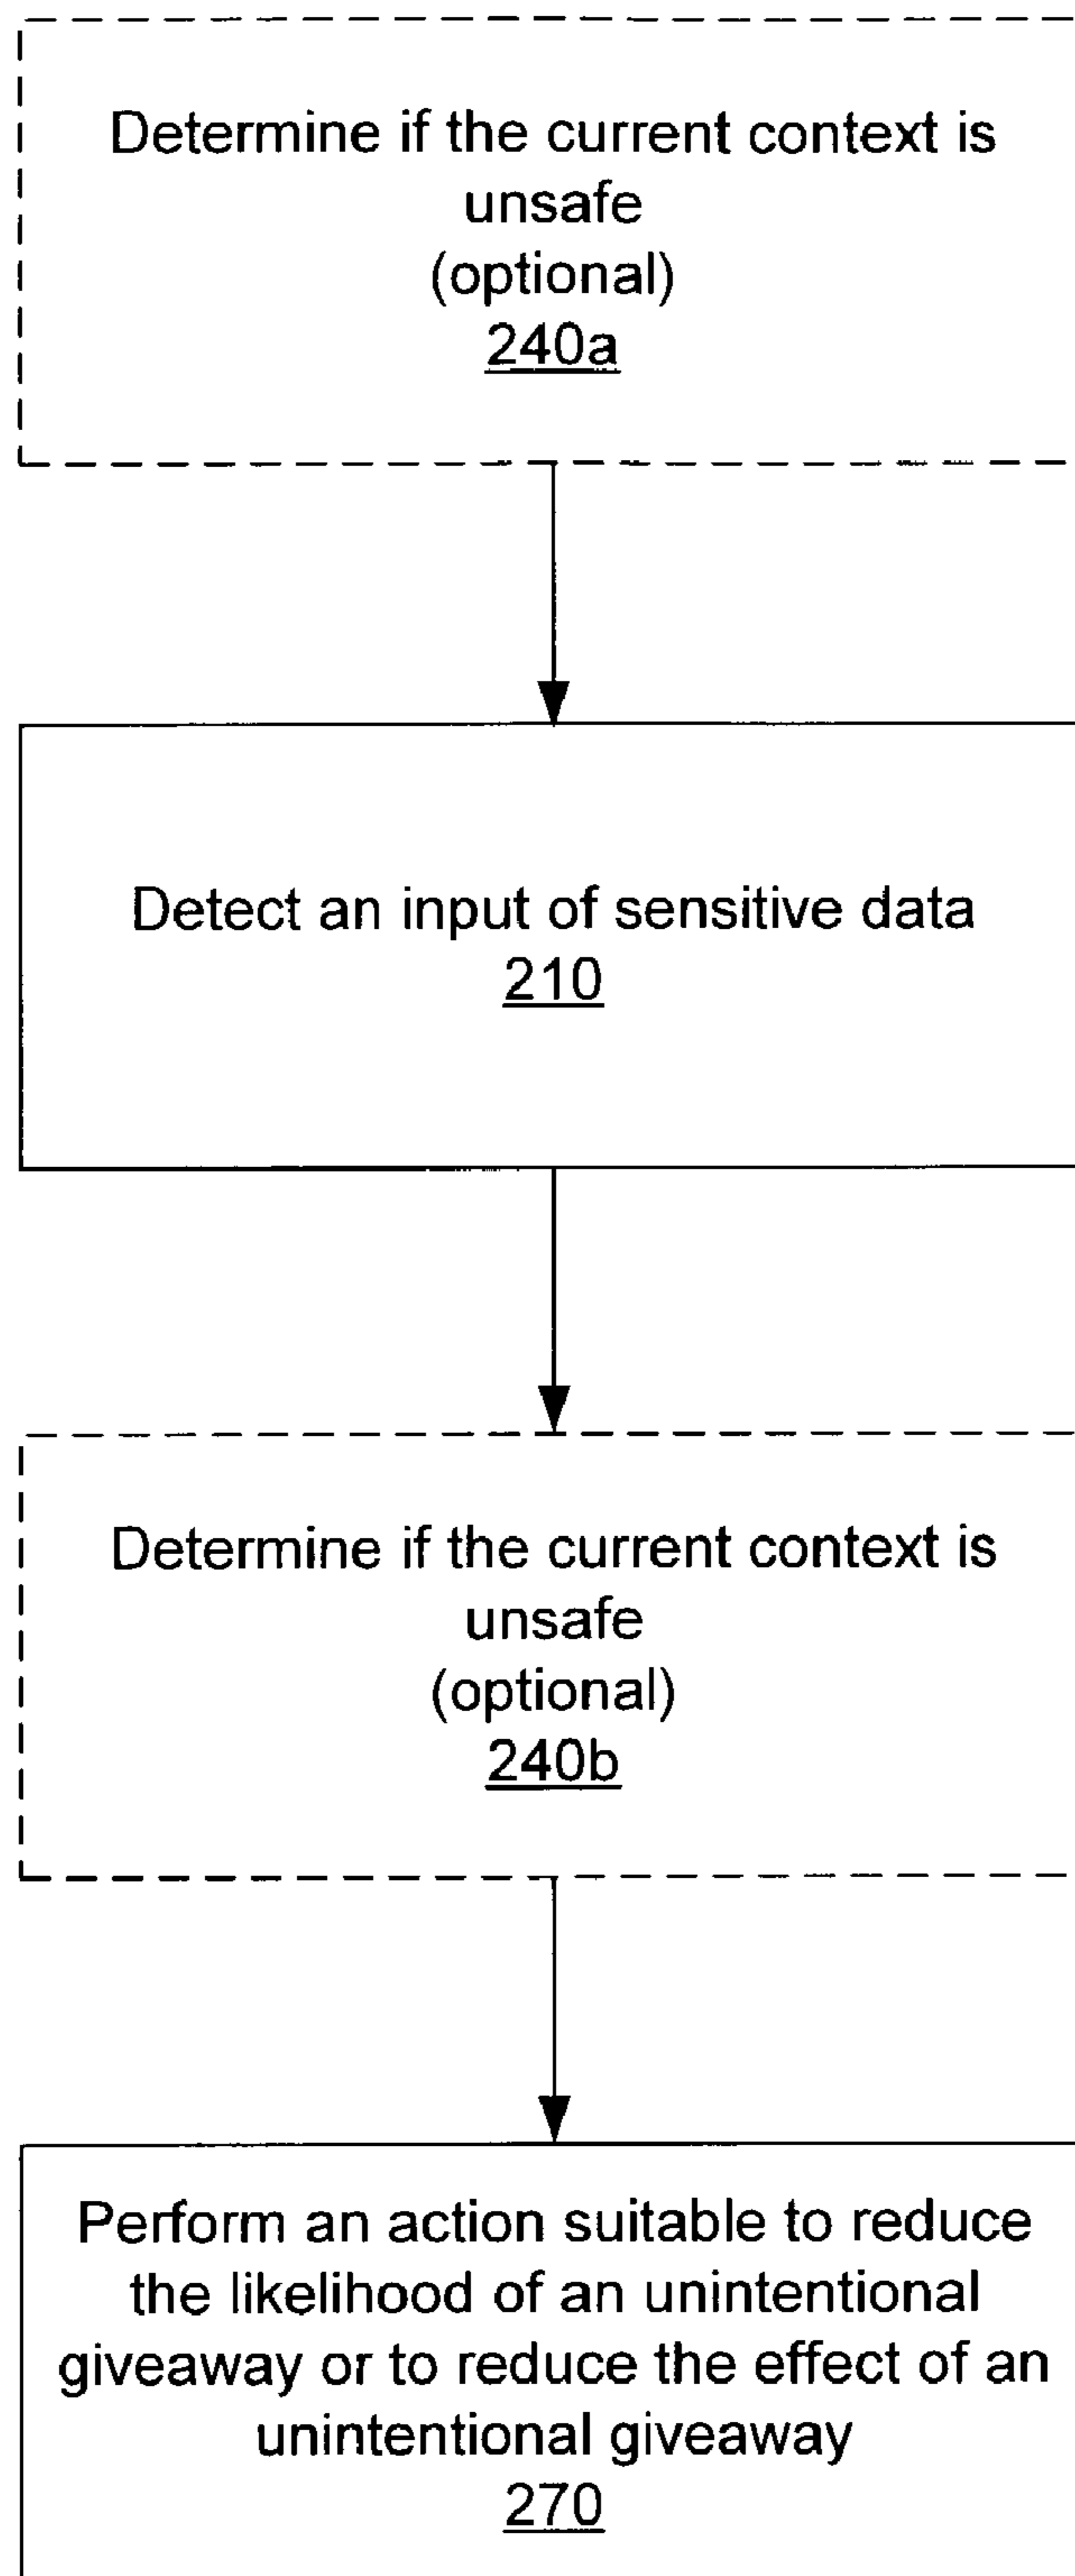 Determine if the current context is
unsafe
(optional)
240a
Detect an input of sensitive data
210
Determine if the current context is
unsafe
(optional)
240b
Perform an action suitable to reduce
the likelihood of an unintentional
giveaway or to reduce the effect of an
unintentional giveaway
270